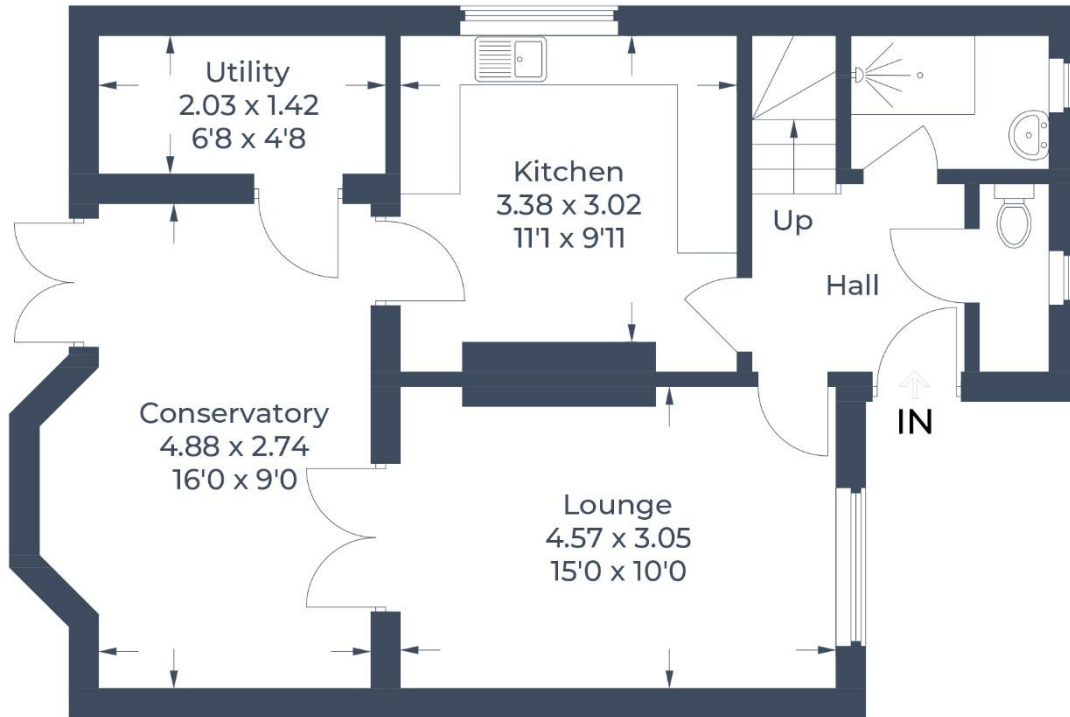 Utility
2.03 x 1.42
6'8 x 4'8
Kitchen
3.38 x 3.02
11'1 x 9'11
Up
Hall
IN
Conservatory
4.88 x 2.74
16'0 x 9'0
Lounge
4.57 x 3.05
15'0 x 10'0